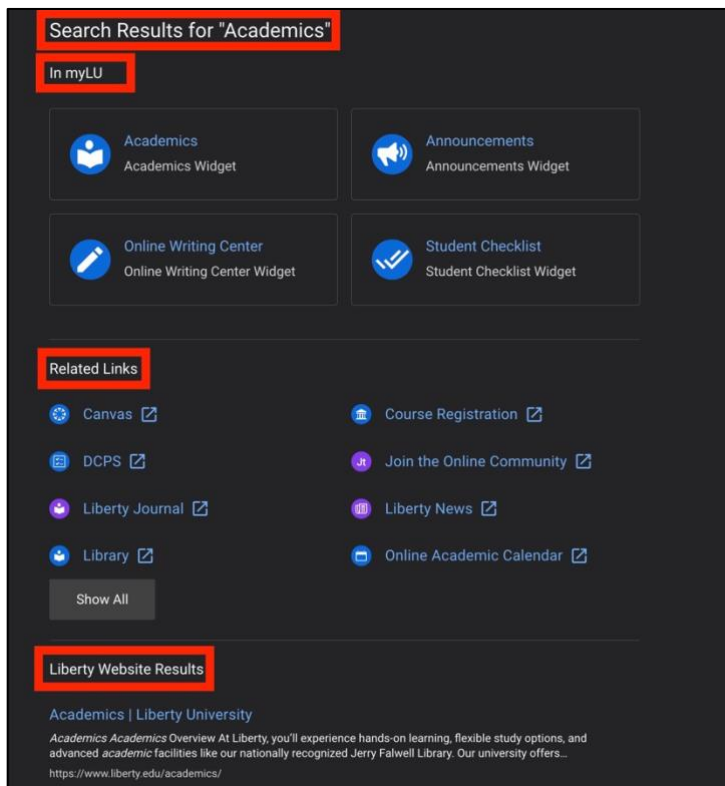 Search Results for "Academics"
In myLU
Academics
Academics Widget
Announcements
Announcements Widget
Online Writing Center
Online Writing Center Widget
Student Checklist
Student Checklist Widget
Related Links
Canvas
Course Registration
DCPS
Jt
Join the Online Community
Liberty Journal
Liberty News
Library
Online Academic Calendar
Show All
Liberty Website Results
Academics | Liberty University
Academics Academics Overview At Liberty, you'll experience hands-on learning, flexible study options, and
advanced academic facilities like our nationally recognized Jerry Falwell Library. Our university offers...
https://www.liberty.edu/academics/